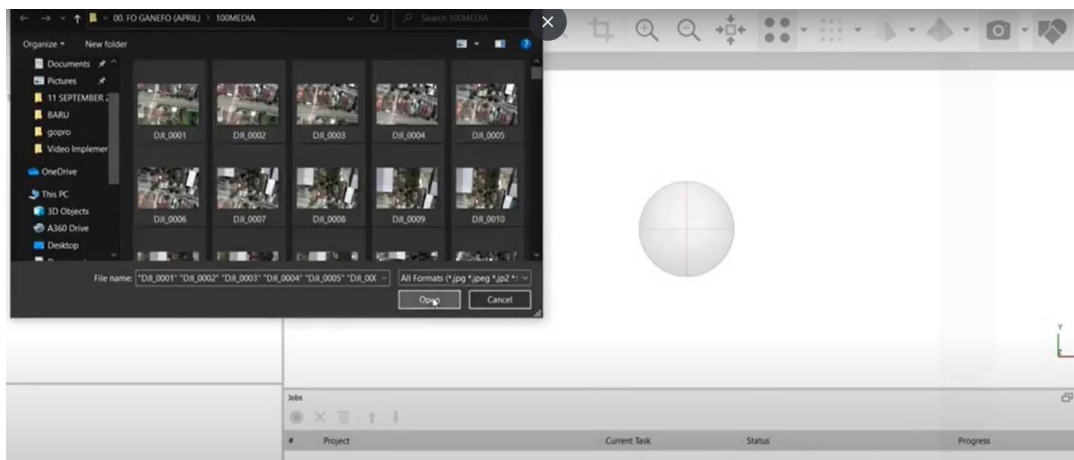 00. FO GANEFO (APRIL) > 100MEDIA
Search 100MEDIA
Organize
New folder
Documents
Pictures
11 SEPTEMBER 2
BARU
gopro
Video Implemer
OneDrive
This PC
3D Objects
A360 Drive
Desktop
DJI_0001
DJI_0002
DJI_0003
DJI_0004
DJI_0005
DJI_0006
DJI_0007
DJI_0008
DJI_0009
DJI_0010
File name: "DJI_0001" "DJI_0002" "DJI_0003" "DJI_0004" "DJI_0005" "DJI_00(
All Formats (*.jpg *.jpeg *.jp2 *.
Open
Cancel
Y
Jobs
# Project Current Task Status Progress